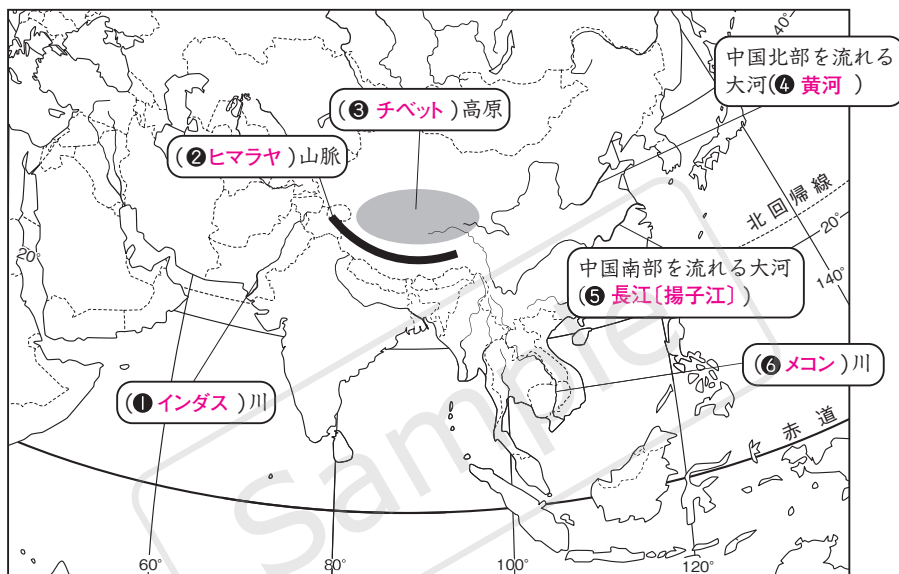 中国北部を流れる
大河(❹ 黄河 )
(❸ チベット )高原
(❷ヒマラヤ )山脈
40°
北回帰線
20°
20°
140°
中国南部を流れる大河
(❺ 長江〔揚子江〕)
(❻ メコン )川
(❶ インダス )川
赤道
Sample
60°
80°
100°
120°